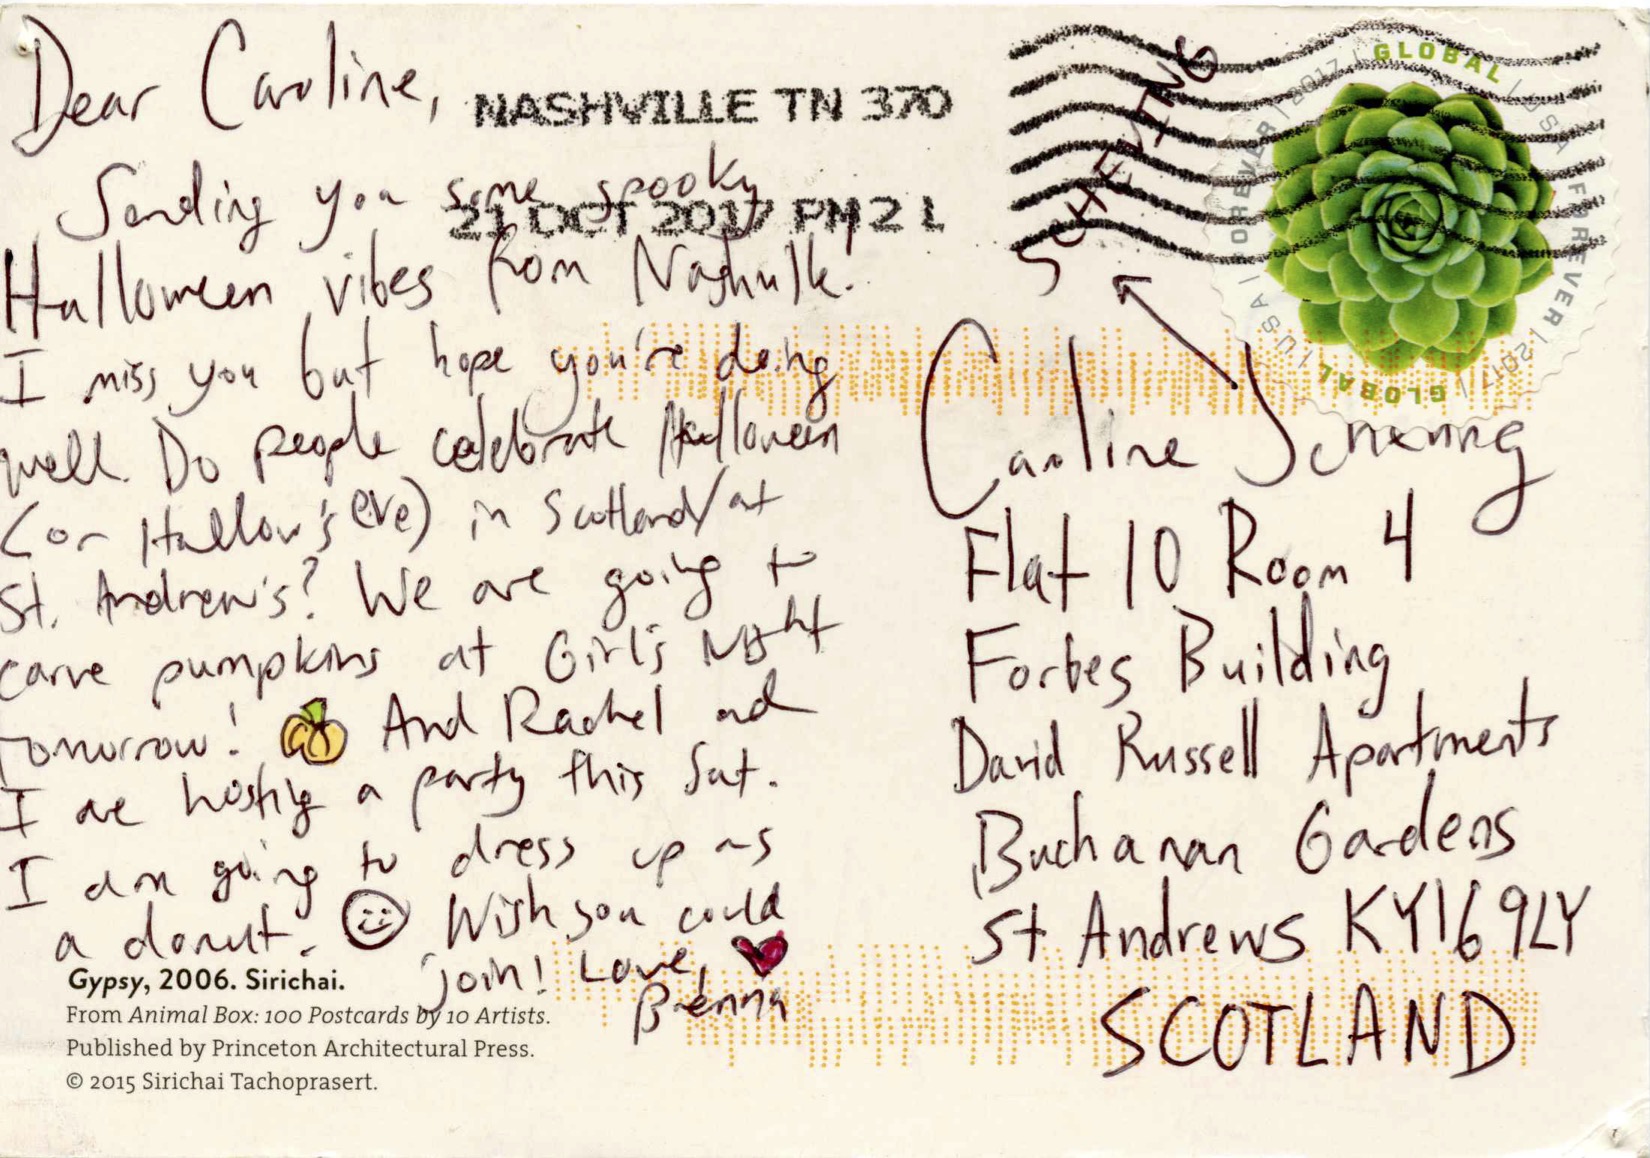 Dear Caroline,
NASHVILLE TN 370
21 OCT 2017 PM 2 L
Sending you some spooky
Halloween vibes from Nashville!
I miss you but hope you're doing
well. Do people celebrate Halloween
(or Hallow's eve) in Scotland/at
St. Andrew's? We are going to
carve pumpkins at Girl's Night
tomorrow! And Rachel and
I are hosting a party this Sat.
I am going to dress up as
a donut. Wish you could
join! Love,
Brenna
Gypsy, 2006. Sirichai.
From Animal Box: 100 Postcards by 10 Artists.
Published by Princeton Architectural Press.
© 2015 Sirichai Tachoprasert.
GLOBAL | USA | FOREVER | 2017 | GLOBAL | USA | FOREVER | 2017 |
Caroline
Flat 10 Room 4
Forbes Building
David Russell Apartments
Buchanan Gardens
St Andrews KY16 9LY
SCOTLAND